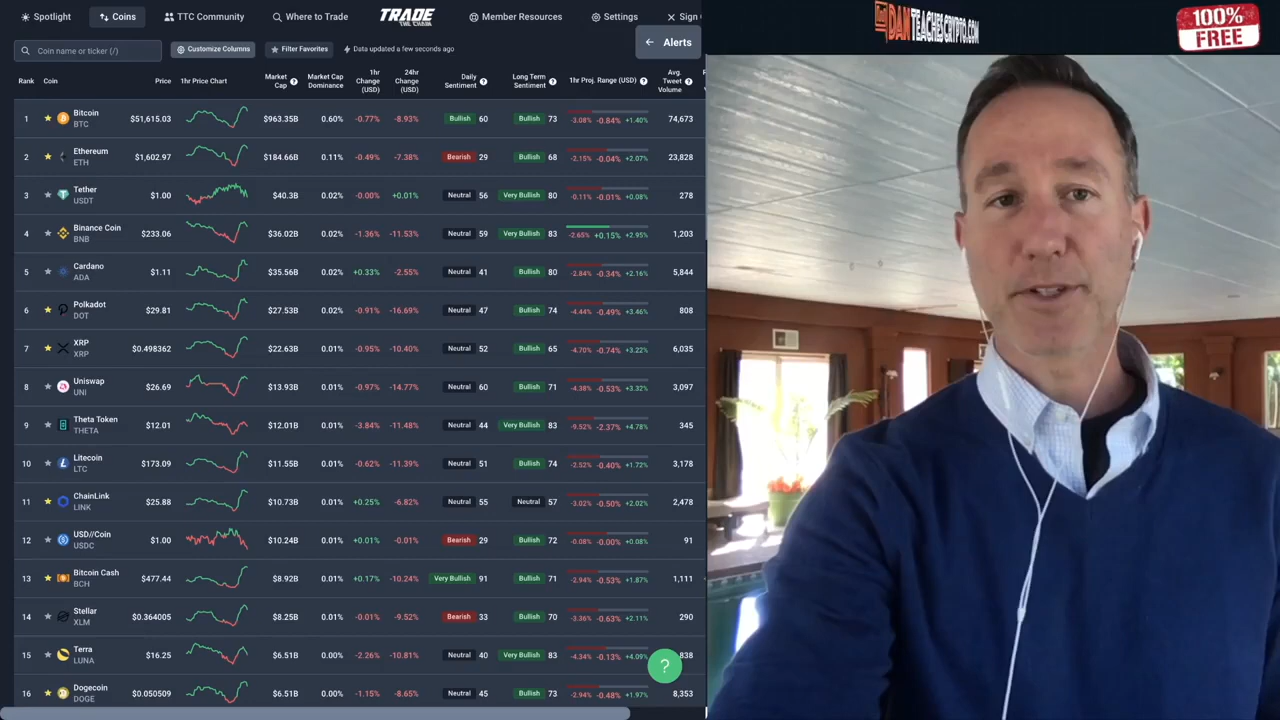 Spotlight Coins TTC Community Where to Trade TRADE THE CHAIN Member Resources Settings Sign
DANTEACHESCRYPTO.COM
100% FREE
Coin name or ticker (/) Customize Columns Filter Favorites Data updated a few seconds ago Alerts
Rank Coin Price 1hr Price Chart Market Cap ? Market Cap Dominance 1hr Change (USD) 24hr Change (USD) Daily Sentiment ? Long Term Sentiment ? 1hr Proj. Range (USD) ? Avg. Tweet Volume ?
1 Bitcoin BTC $51,615.03 $963.35B 0.60% -0.77% -8.93% Bullish 60 Bullish 73 -3.08% -0.84% +1.40% 74,673
2 Ethereum ETH $1,602.97 $184.66B 0.11% -0.49% -7.38% Bearish 29 Bullish 68 -2.15% -0.04% +2.07% 23,828
3 Tether USDT $1.00 $40.3B 0.02% -0.00% +0.01% Neutral 56 Very Bullish 80 -0.11% -0.01% +0.08% 278
4 Binance Coin BNB $233.06 $36.02B 0.02% -1.36% -11.53% Neutral 59 Very Bullish 83 -2.65% +0.15% +2.95% 1,203
5 Cardano ADA $1.11 $35.56B 0.02% +0.33% -2.55% Neutral 41 Bullish 80 -2.84% -0.34% +2.16% 5,844
6 Polkadot DOT $29.81 $27.53B 0.02% -0.91% -16.69% Neutral 47 Bullish 74 -4.44% -0.49% +3.46% 808
7 XRP XRP $0.498362 $22.63B 0.01% -0.95% -10.40% Neutral 52 Bullish 65 -4.70% -0.74% +3.22% 6,035
8 Uniswap UNI $26.69 $13.93B 0.01% -0.97% -14.77% Neutral 60 Bullish 71 -4.38% -0.53% +3.32% 3,097
9 Theta Token THETA $12.01 $12.01B 0.01% -3.84% -11.48% Neutral 44 Very Bullish 83 -9.52% -2.37% +4.78% 345
10 Litecoin LTC $173.09 $11.55B 0.01% -0.62% -11.39% Neutral 51 Bullish 74 -2.52% -0.40% +1.72% 3,178
11 ChainLink LINK $25.88 $10.73B 0.01% +0.25% -6.82% Neutral 55 Neutral 57 -3.02% -0.50% +2.02% 2,478
12 USD//Coin USDC $1.00 $10.24B 0.01% +0.01% -0.01% Bearish 29 Bullish 72 -0.08% -0.00% +0.08% 91
13 Bitcoin Cash BCH $477.44 $8.92B 0.01% +0.17% -10.24% Very Bullish 91 Bullish 71 -2.94% -0.53% +1.87% 1,111
14 Stellar XLM $0.364005 $8.25B 0.01% -0.01% -9.52% Bearish 33 Bullish 70 -3.36% -0.63% +2.11% 290
15 Terra LUNA $16.25 $6.51B 0.00% -2.26% -10.81% Neutral 40 Very Bullish 83 -4.34% -0.13% +4.09% 838
16 Dogecoin DOGE $0.050509 $6.51B 0.00% -1.15% -8.65% Neutral 45 Bullish 73 -2.94% -0.48% +1.97% 8,353
?